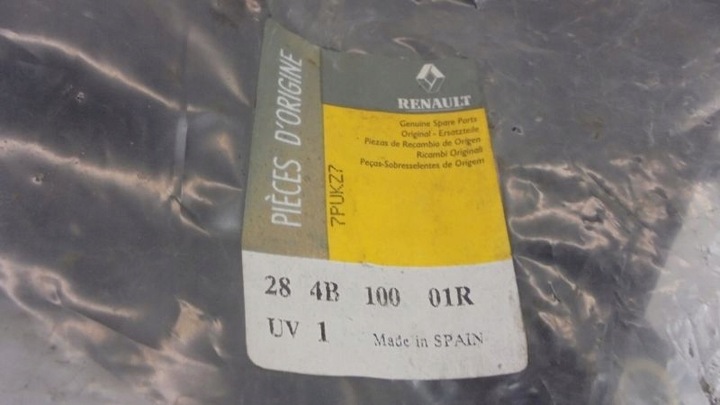 PIÈCES D'ORIGINE
RENAULT
Genuine Spare Parts
Original - Ersatzteile
Piezas de Recambio de Origen
Ricambi Originali
Peças-Sobresselentes de Origem
7PUKZ7
28 4B 100 01R
UV 1 Made in SPAIN